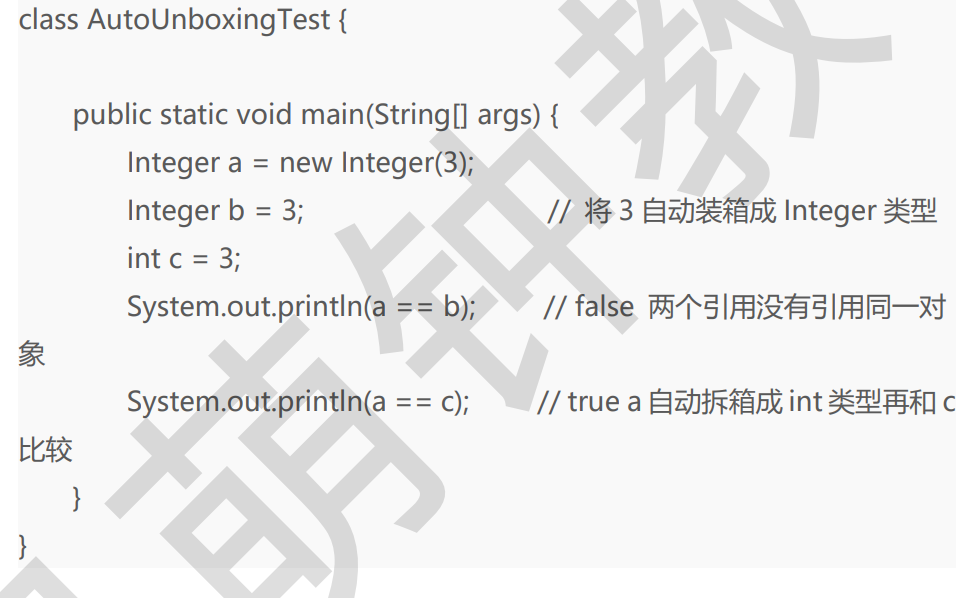 class AutoUnboxingTest {
public static void main(String[] args) {
Integer a = new Integer(3);
Integer b = 3; // 将 3 自动装箱成 Integer 类型
int c = 3;
System.out.println(a == b); // false 两个引用没有引用同一对
象
System.out.println(a == c); // true a 自动拆箱成 int 类型再和 c
比较
}
}
萌钟教